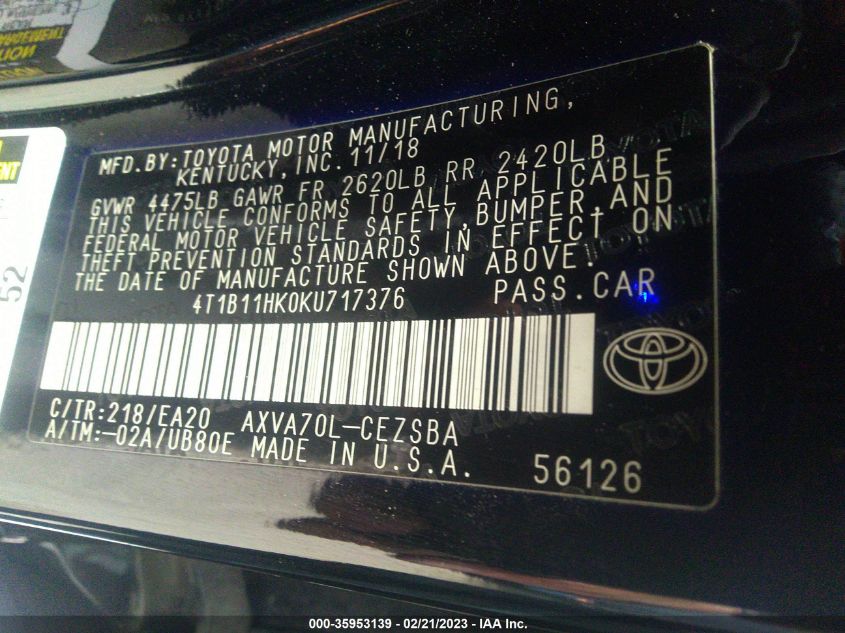 MFD.BY:TOYOTA MOTOR MANUFACTURING,
KENTUCKY,INC.11/18
GVWR 4475LB GAWR FR 2620LB RR 2420LB
THIS VEHICLE CONFORMS TO ALL APPLICABLE
FEDERAL MOTOR VEHICLE SAFETY,BUMPER,AND
THEFT PREVENTION STANDARDS IN EFFECT ON
THE DATE OF MANUFACTURE SHOWN ABOVE.
4T1B11HK0KU717376 PASS.CAR
C/TR:218/EA20 AXVA70L-CEZSBA
A/TM:-02A/UB80E MADE IN U.S.A. 56126
52
000-35953139 - 02/21/2023 - IAA Inc.